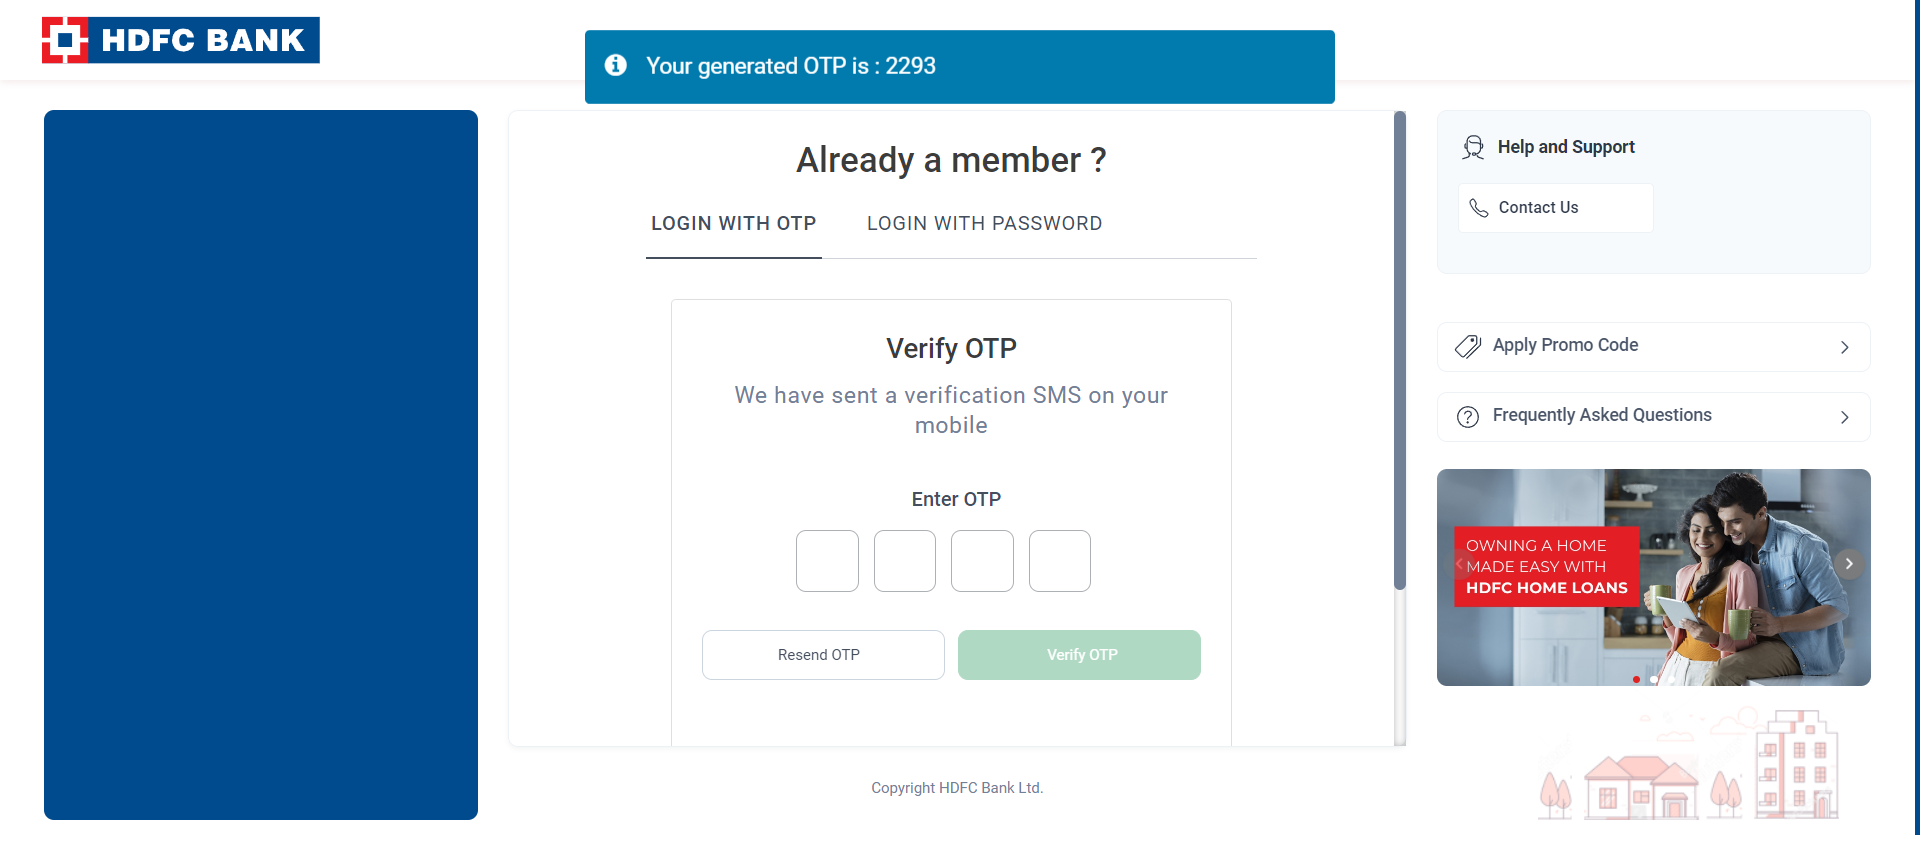 HDFC BANK
Your generated OTP is : 2293
Already a member ?
LOGIN WITH OTP
LOGIN WITH PASSWORD
Verify OTP
We have sent a verification SMS on your
mobile
Enter OTP
Resend OTP
Verify OTP
Copyright HDFC Bank Ltd.
Help and Support
Contact Us
Apply Promo Code
Frequently Asked Questions
OWNING A HOME
MADE EASY WITH
HDFC HOME LOANS